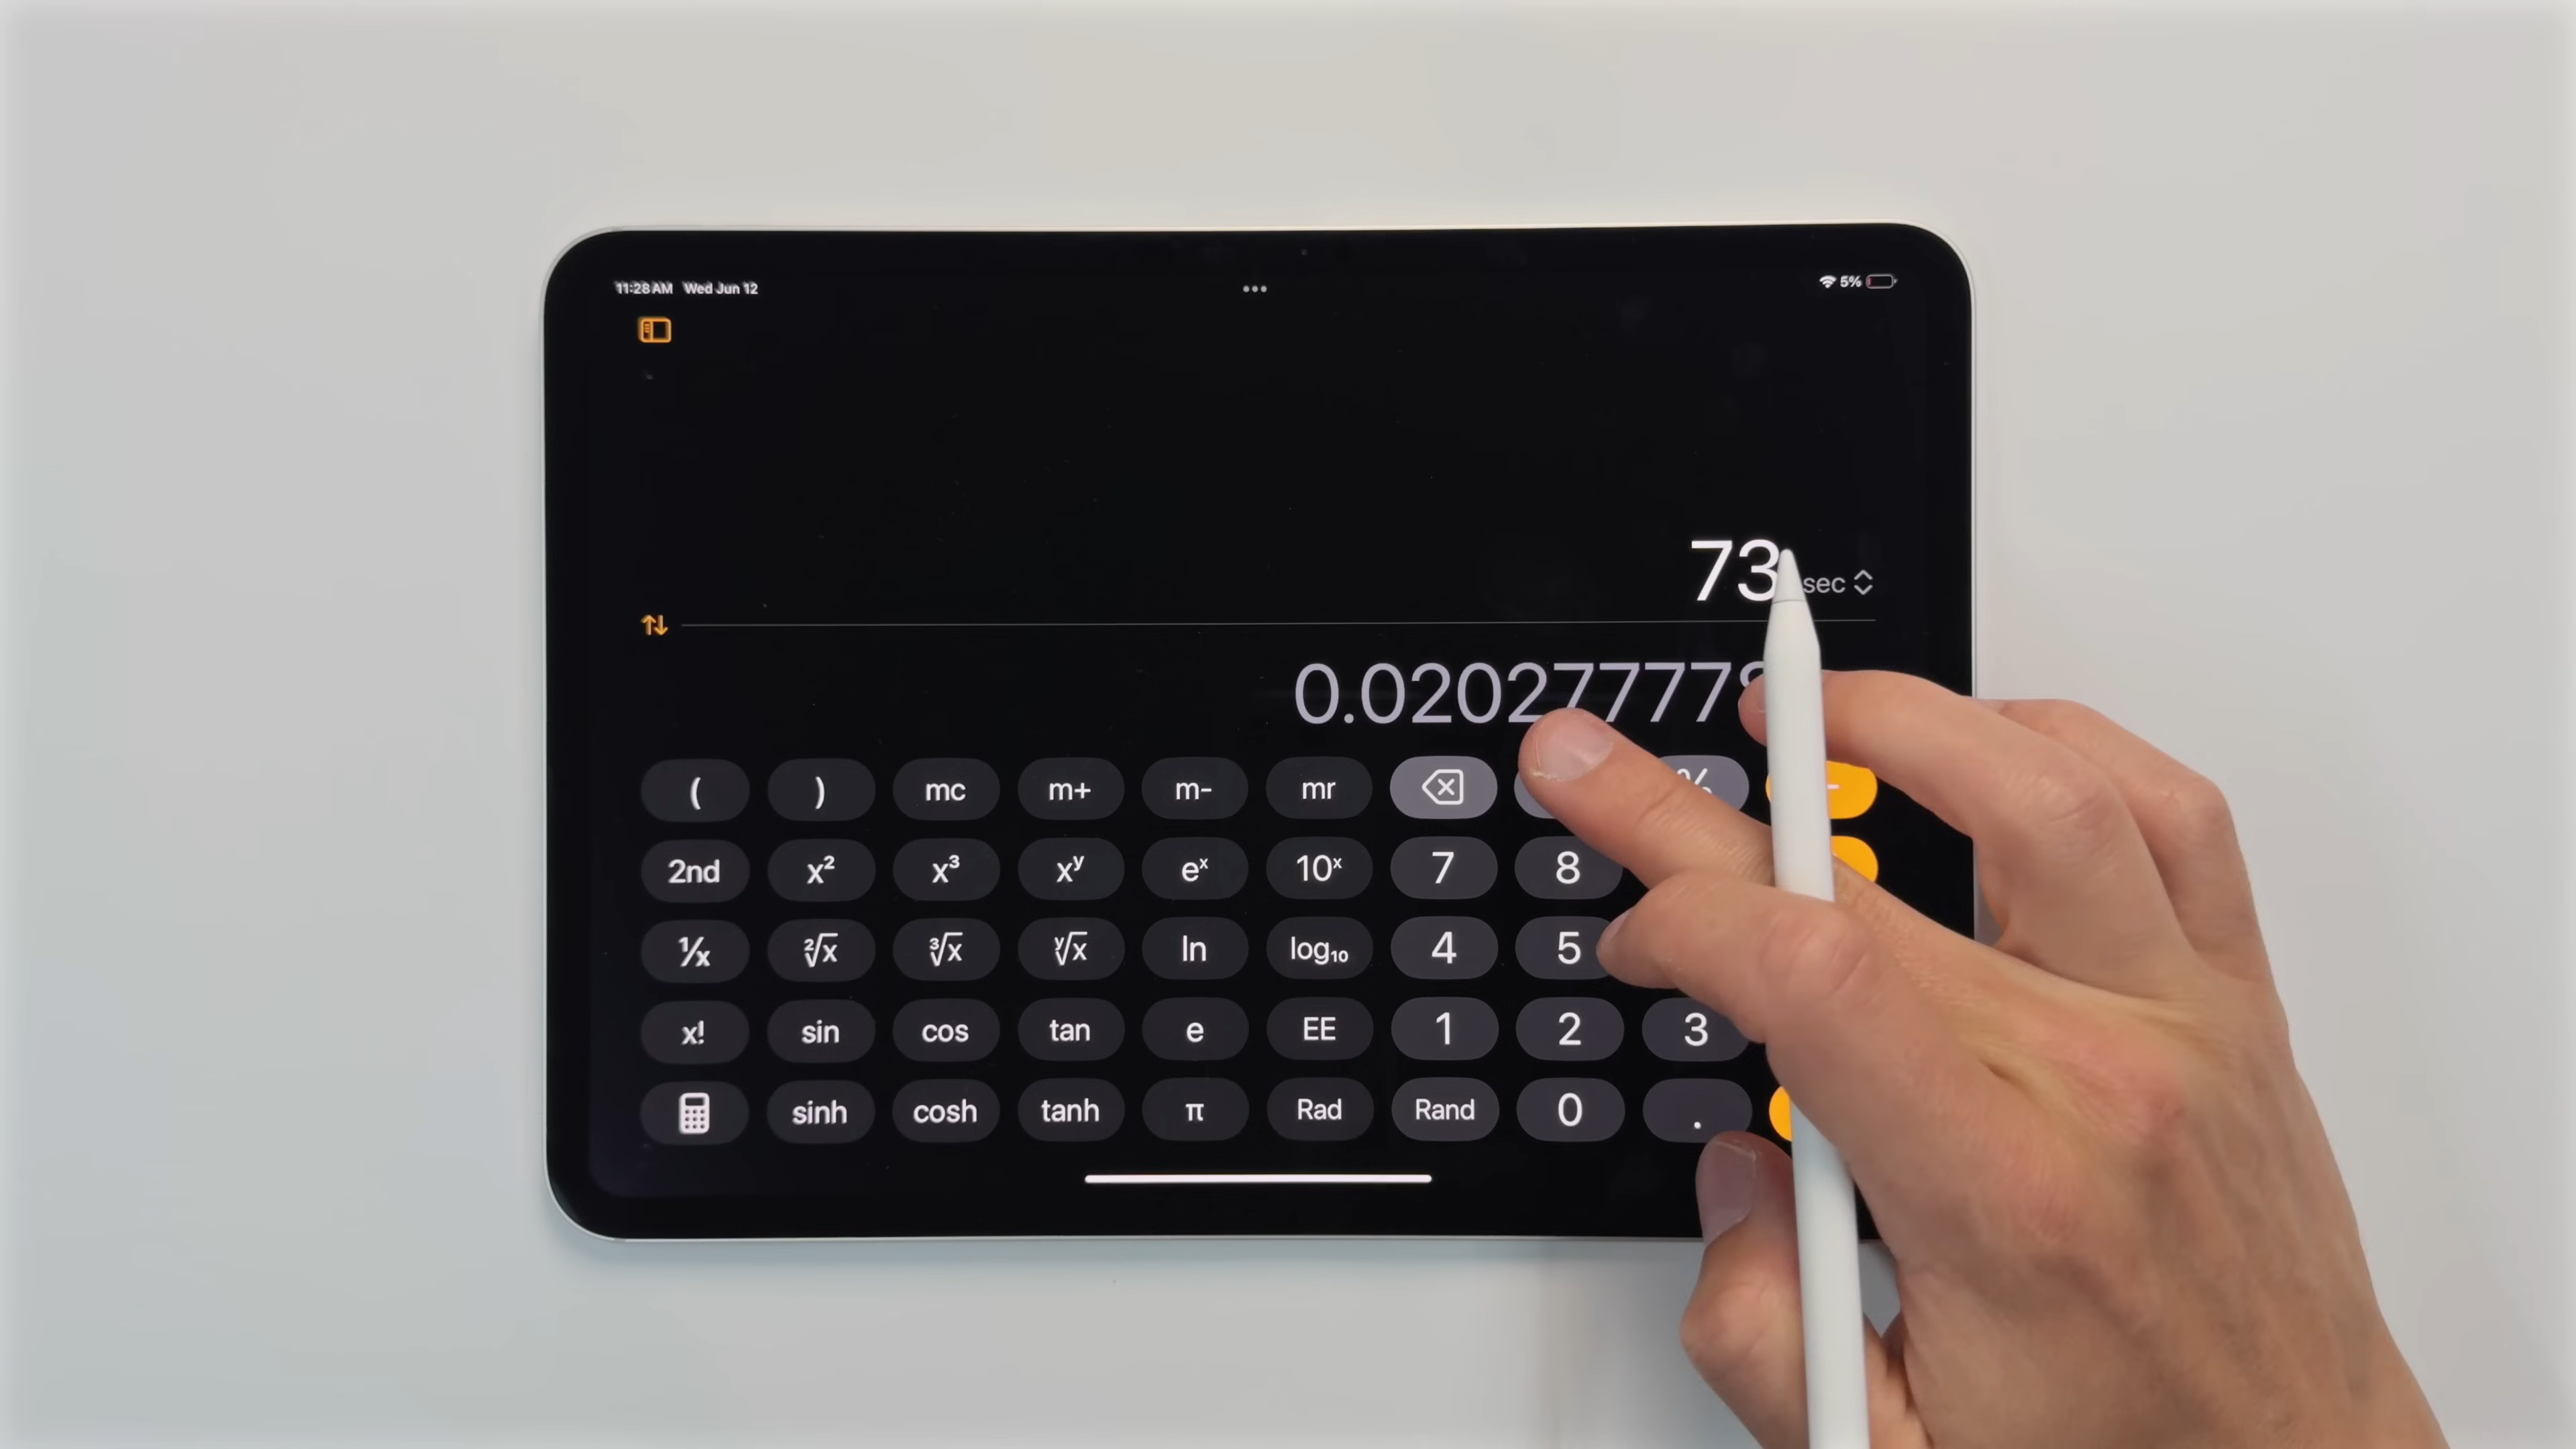 11:28 AM Wed Jun 12
5%
73 sec
0.020277777
( ) mc m+ m- mr %
2nd x² x³ xʸ eˣ 10ˣ 7 8
¹⁄ₓ ²√x ³√x ʸ√x ln log₁₀ 4 5
x! sin cos tan e EE 1 2 3
sinh cosh tanh π Rad Rand 0 .